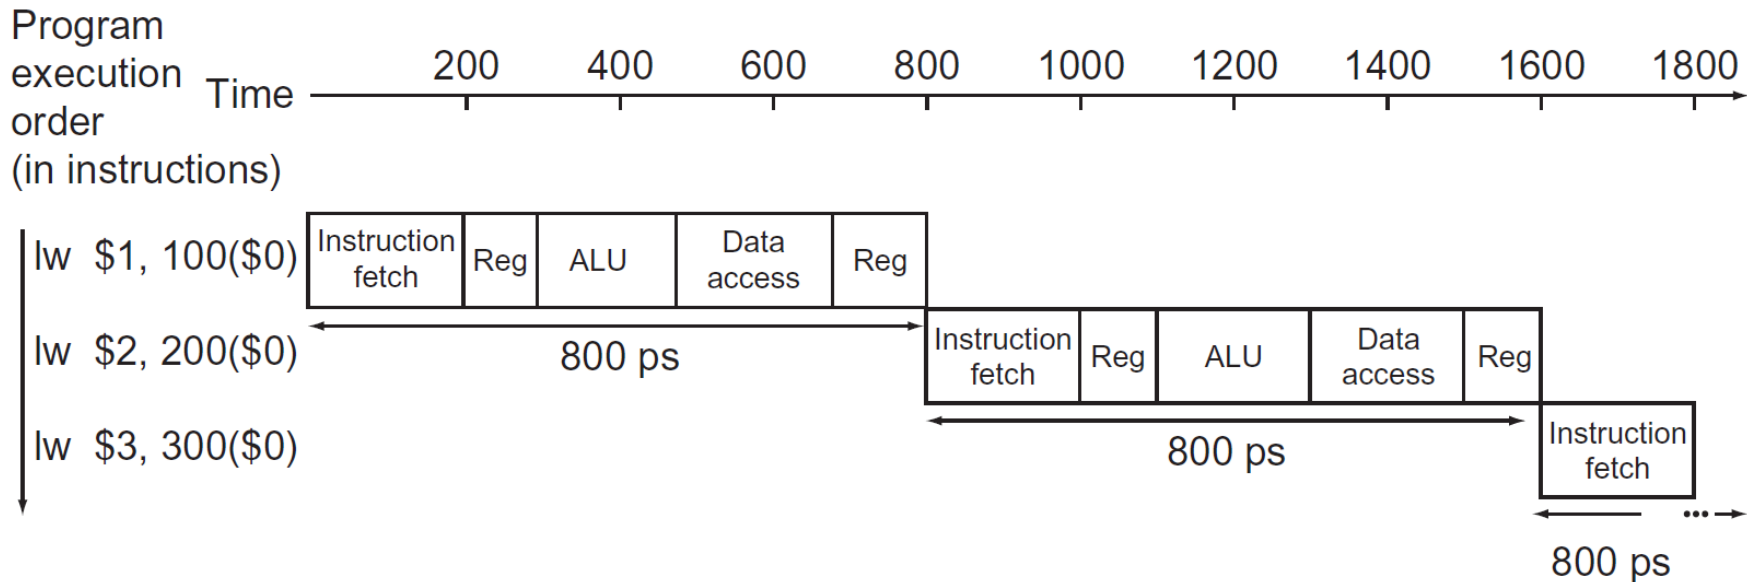 Program
execution
order
(in instructions)
Time
200 400 600 800 1000 1200 1400 1600 1800
lw $1, 100($0)
Instruction
fetch
Reg
ALU
Data
access
Reg
800 ps
lw $2, 200($0)
Instruction
fetch
Reg
ALU
Data
access
Reg
800 ps
lw $3, 300($0)
Instruction
fetch
...
800 ps